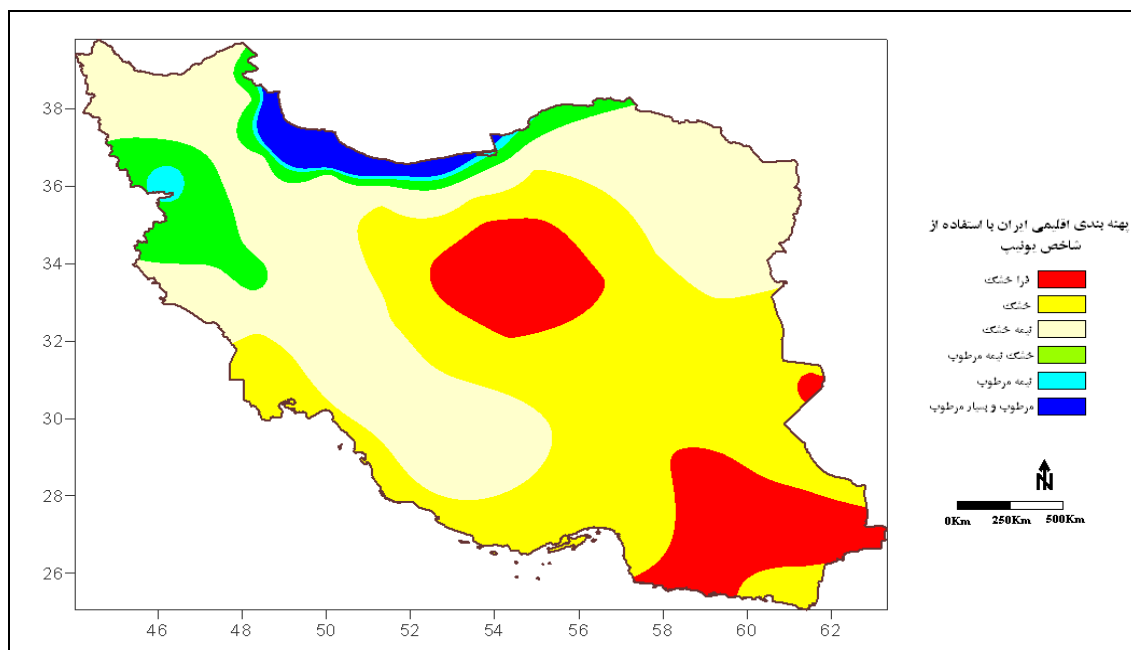 پهنه بندی اقلیمی ایران با استفاده از
شاخص یونیپ
فرا خشک
خشک
نیمه خشک
خشک نیمه مرطوب
نیمه مرطوب
مرطوب و بسیار مرطوب
N
0Km 250Km 500Km
38
36
34
32
30
28
26
46 48 50 52 54 56 58 60 62